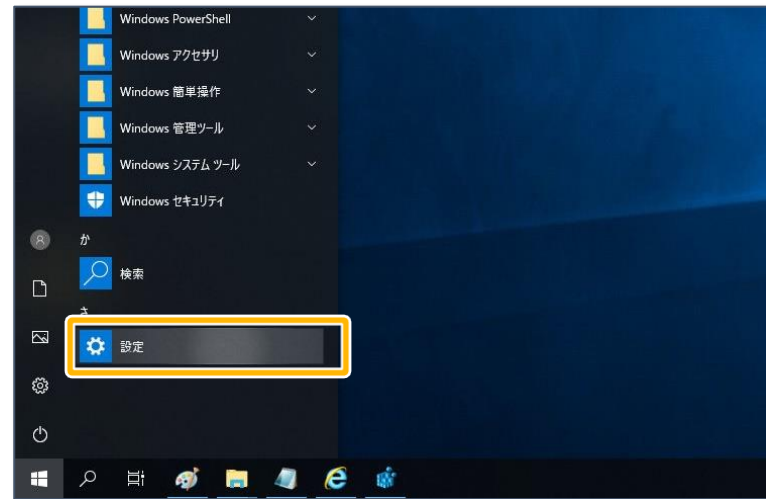 Windows PowerShell
Windows アクセサリ
Windows 簡単操作
Windows 管理ツール
Windows システム ツール
Windows セキュリティ
か
検索
さ
設定